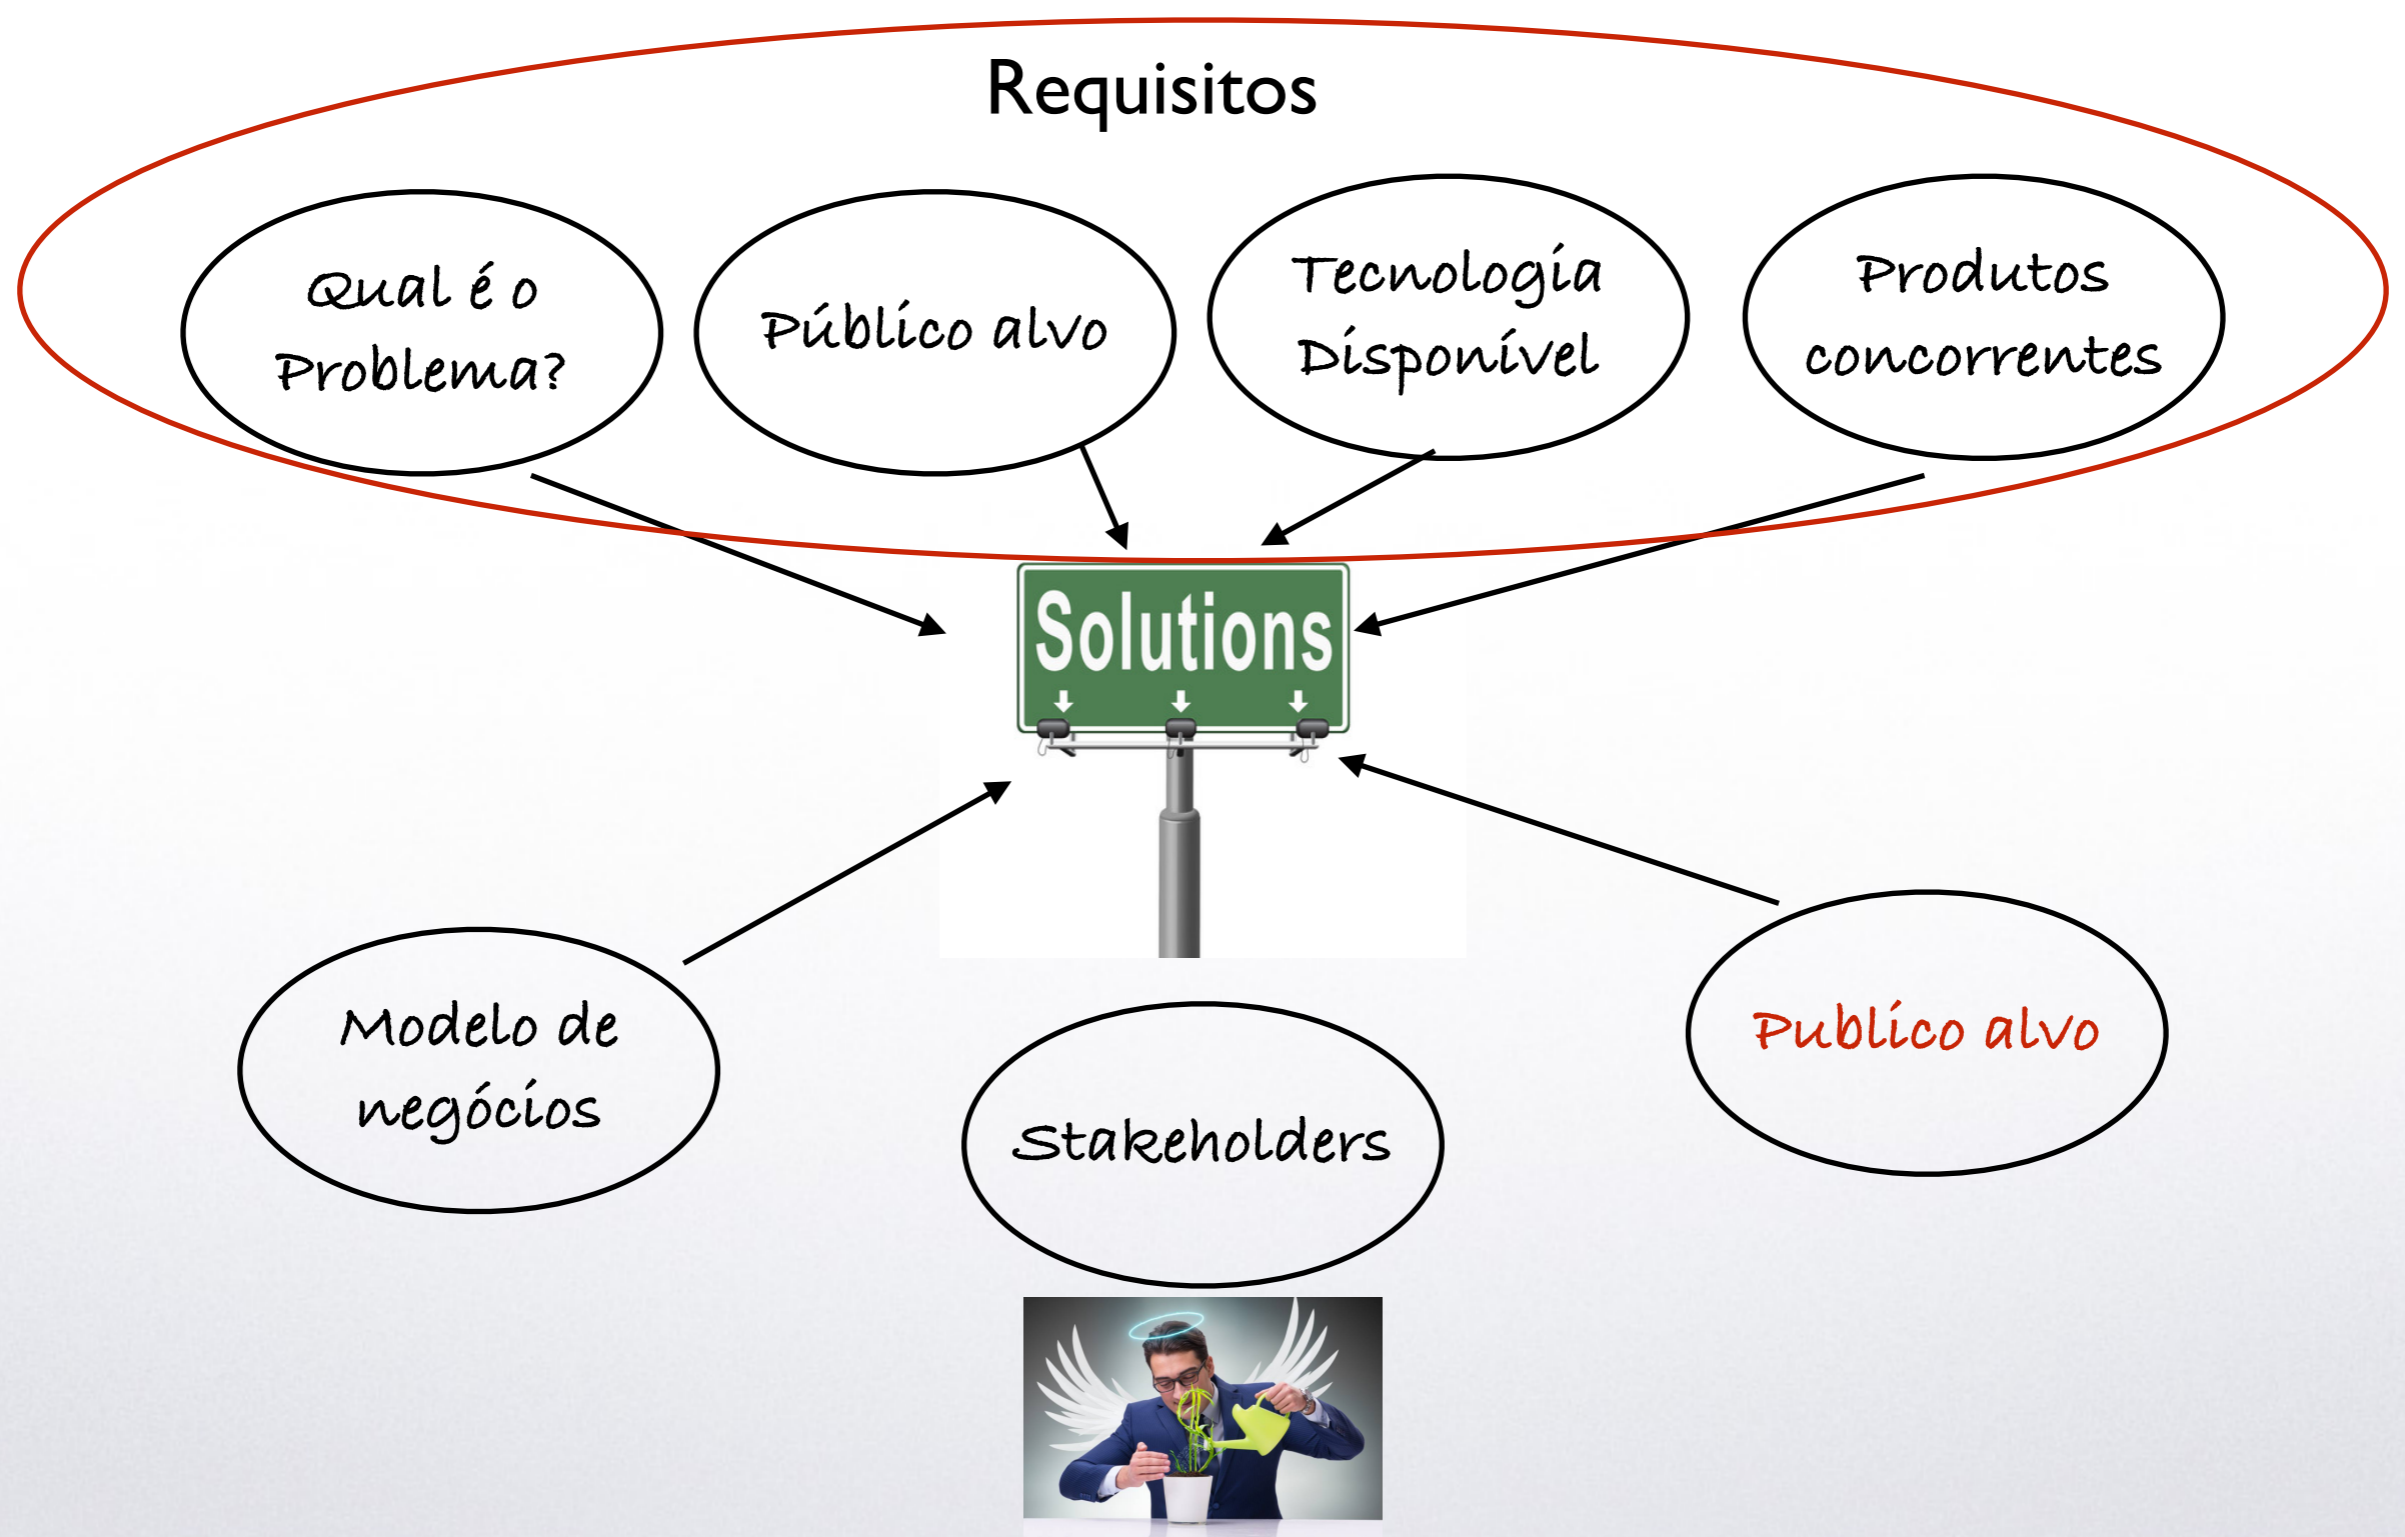 Requisitos
Qual é o
Problema?
Público alvo
Tecnologia
Disponível
Produtos
concorrentes
Solutions
Modelo de
negócios
Stakeholders
Publico alvo